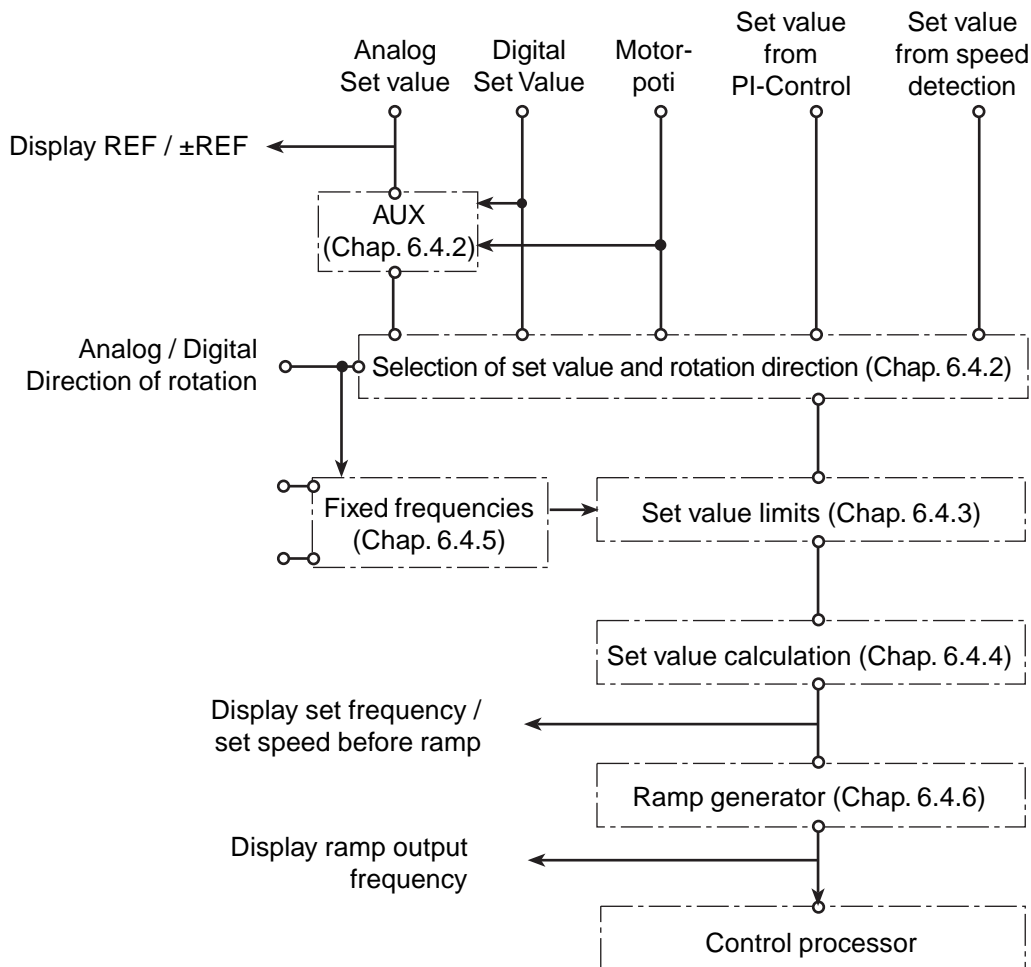 Analog
Set value
Digital
Set Value
Motor-
poti
Set value
from
PI-Control
Set value
from speed
detection
Display REF / ±REF
AUX
(Chap. 6.4.2)
Analog / Digital
Direction of rotation
Selection of set value and rotation direction (Chap. 6.4.2)
Fixed frequencies
(Chap. 6.4.5)
Set value limits (Chap. 6.4.3)
Set value calculation (Chap. 6.4.4)
Display set frequency /
set speed before ramp
Ramp generator (Chap. 6.4.6)
Display ramp output
frequency
Control processor